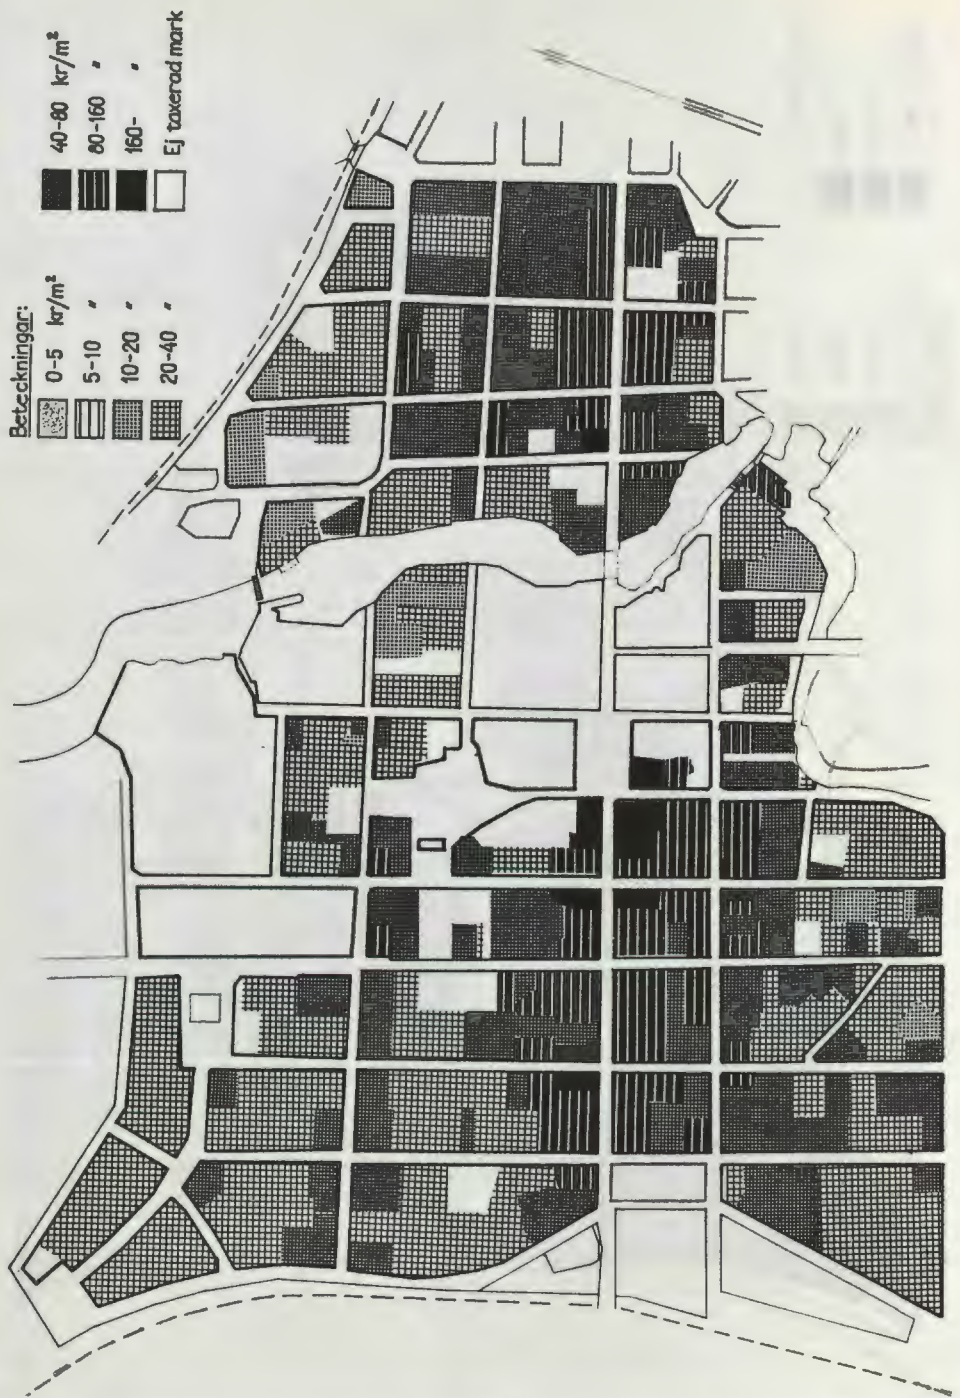 Beteckningar:
0-5 kr/m²
5-10 "
10-20 "
20-40 "
40-80 kr/m²
80-160 "
160- "
Ej taxerad mark